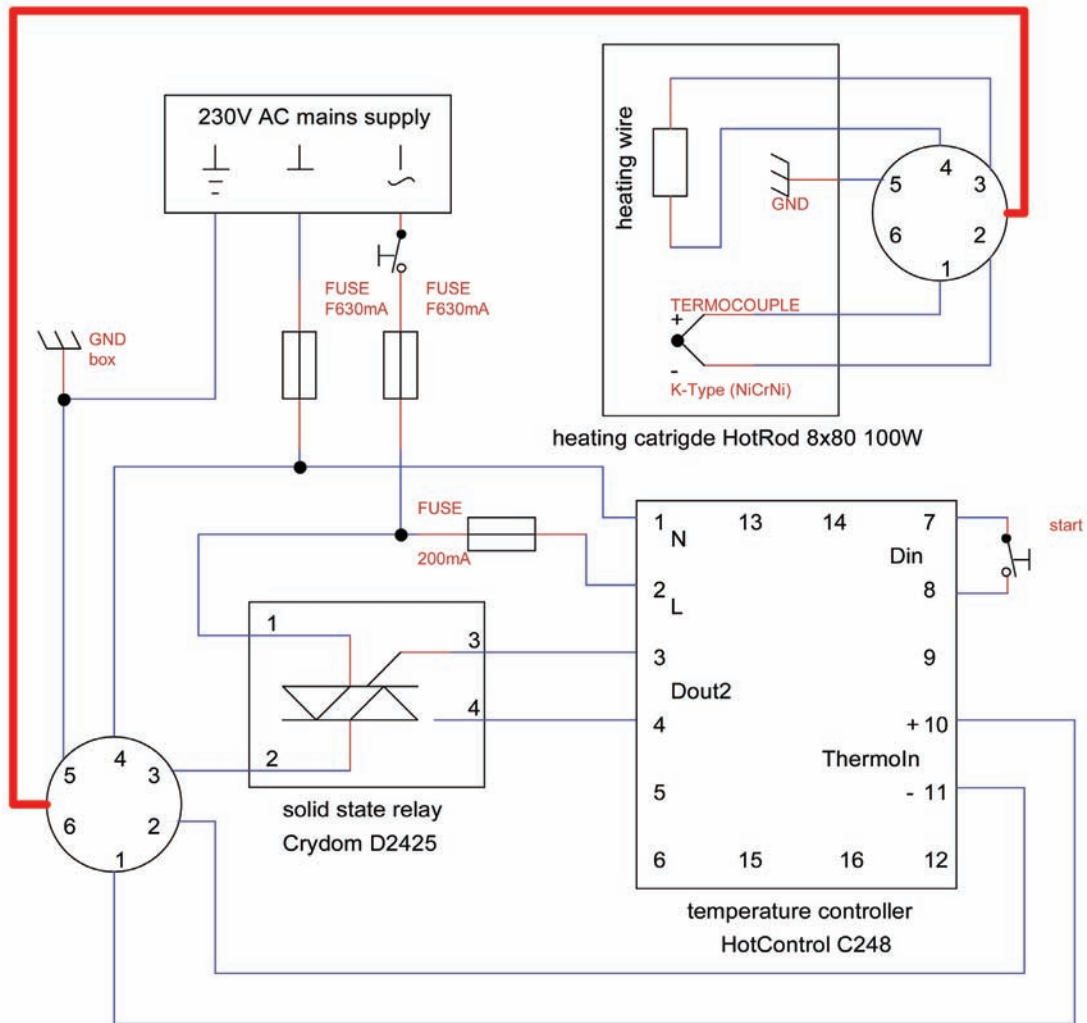 230V AC mains supply
FUSE
F630mA
FUSE
F630mA
GND
box
heating wire
GND
4
3
5
6
2
1
TERMOCOUPLE
+
-
K-Type (NiCrNi)
heating catrigde HotRod 8x80 100W
FUSE
200mA
1
N
13
14
7
Din
start
2
L
8
3
9
Dout2
4
+ 10
ThermoIn
5
- 11
6
15
16
12
temperature controller
HotControl C248
1
3
4
2
solid state relay
Crydom D2425
4
5
3
6
2
1